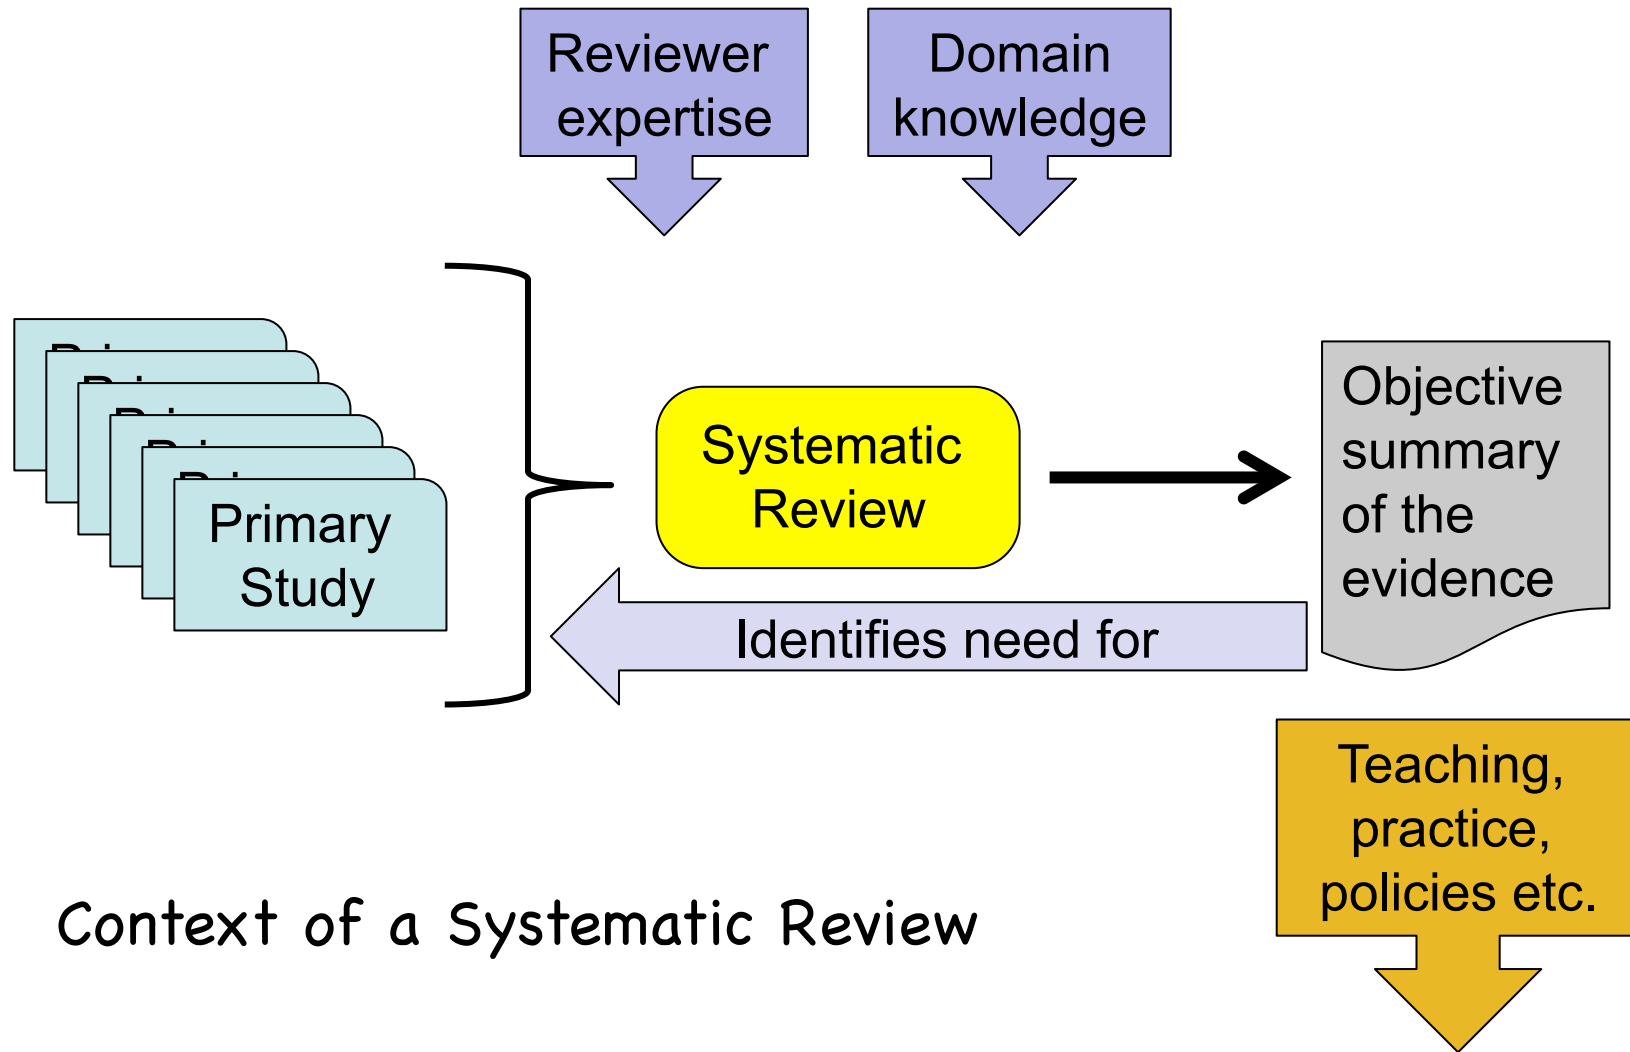 Reviewer
expertise
Domain
knowledge
Primary
Study
Systematic
Review
Objective
summary
of the
evidence
Identifies need for
Teaching,
practice,
policies etc.
Context of a Systematic Review